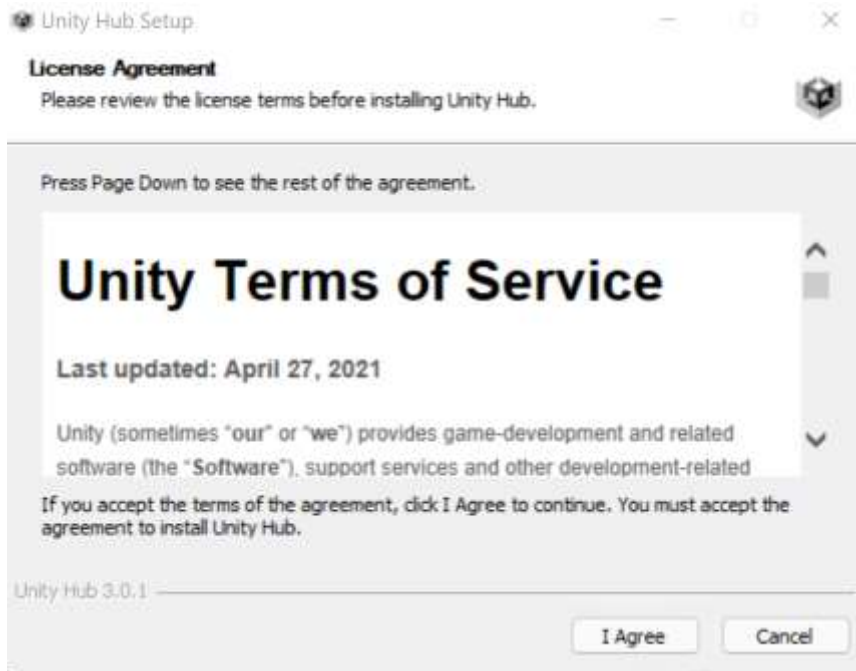 Unity Hub Setup
License Agreement
Please review the license terms before installing Unity Hub.
Press Page Down to see the rest of the agreement.
Unity Terms of Service
Last updated: April 27, 2021
Unity (sometimes “our” or “we”) provides game-development and related
software (the “Software”), support services and other development-related
If you accept the terms of the agreement, click I Agree to continue. You must accept the
agreement to install Unity Hub.
Unity Hub 3.0.1
I Agree
Cancel